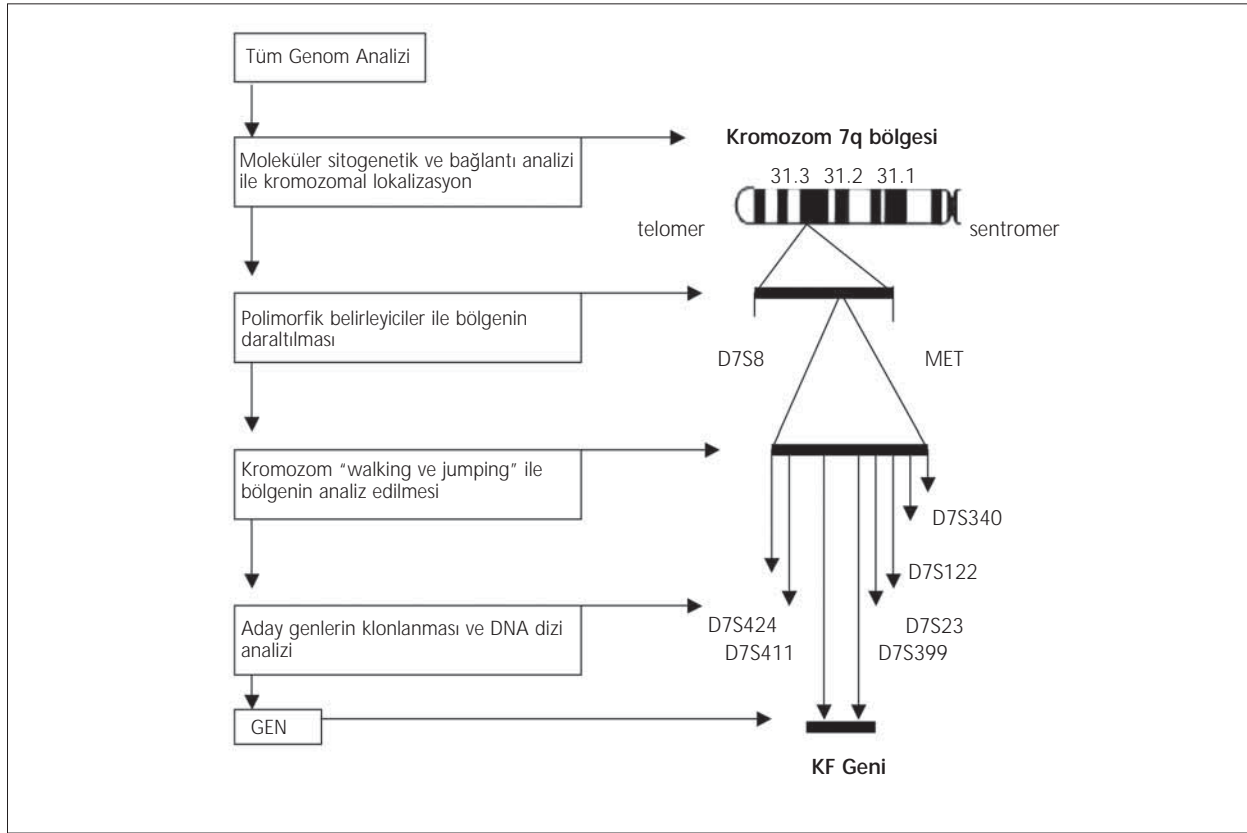 Tüm Genom Analizi
Moleküler sitogenetik ve bağlantı analizi
ile kromozomal lokalizasyon
Polimorfik belirleyiciler ile bölgenin
daraltılması
Kromozom “walking ve jumping” ile
bölgenin analiz edilmesi
Aday genlerin klonlanması ve DNA dizi
analizi
GEN
Kromozom 7q bölgesi
31.3 31.2 31.1
telomer sentromer
D7S8 MET
D7S340
D7S122
D7S424 D7S23
D7S411 D7S399
KF Geni